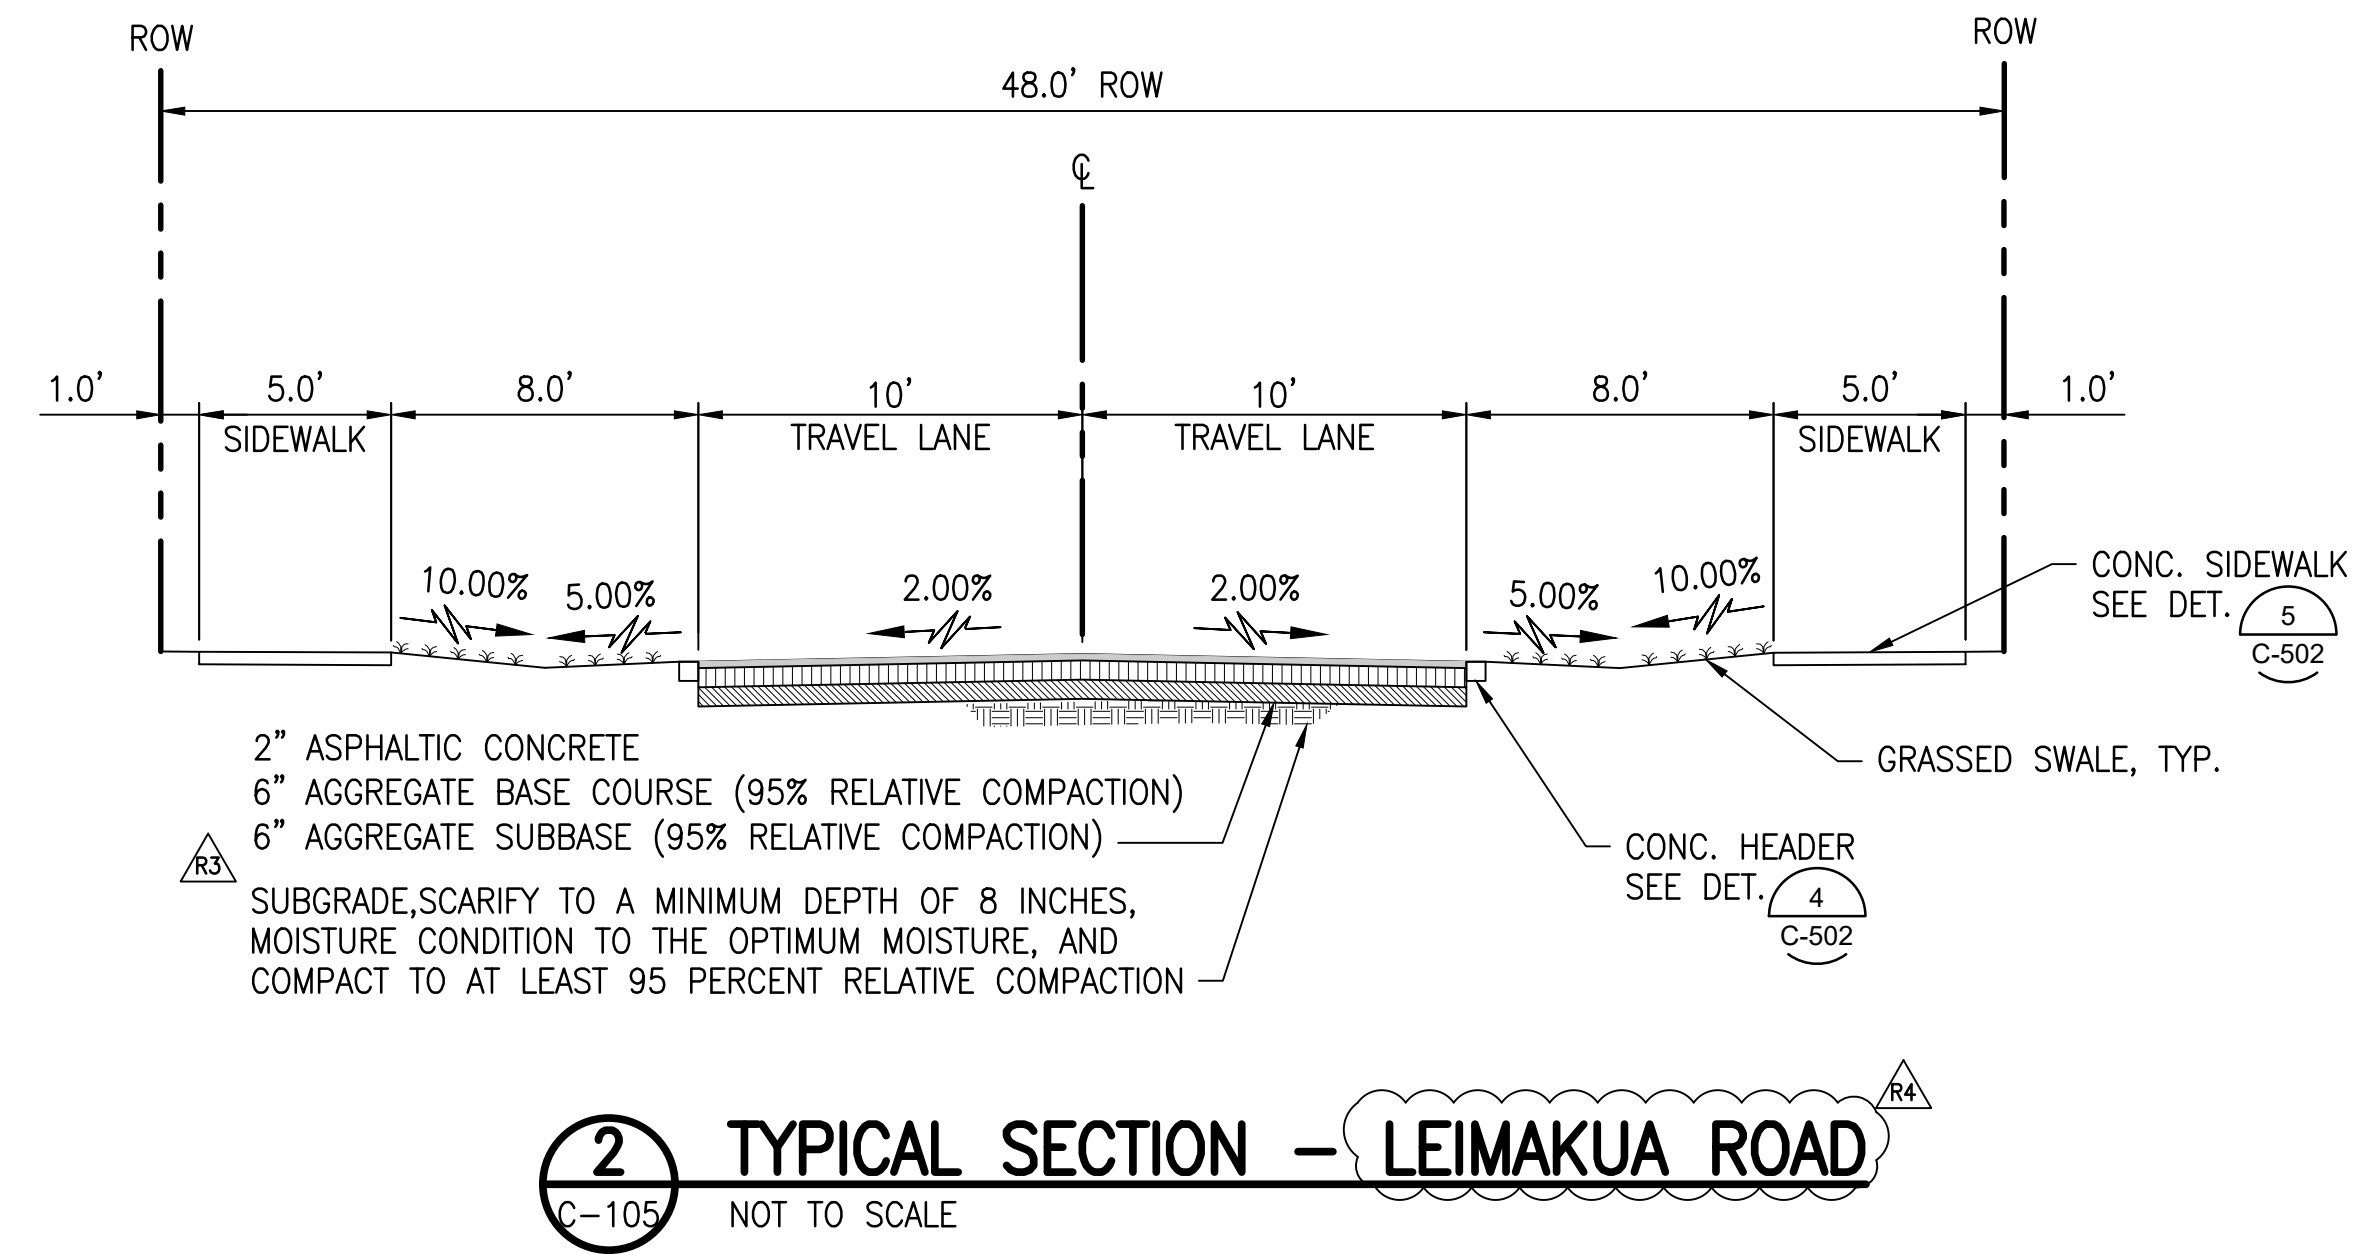 ROW
ROW
48.0' ROW
℄
1.0'
5.0'
8.0'
10'
10'
8.0'
5.0'
1.0'
SIDEWALK
TRAVEL LANE
TRAVEL LANE
SIDEWALK
10.00%
5.00%
2.00%
2.00%
5.00%
10.00%
CONC. SIDEWALK
SEE DET.
5
C-502
2” ASPHALTIC CONCRETE
6” AGGREGATE BASE COURSE (95% RELATIVE COMPACTION)
6” AGGREGATE SUBBASE (95% RELATIVE COMPACTION)
R3
SUBGRADE,SCARIFY TO A MINIMUM DEPTH OF 8 INCHES,
MOISTURE CONDITION TO THE OPTIMUM MOISTURE, AND
COMPACT TO AT LEAST 95 PERCENT RELATIVE COMPACTION
GRASSED SWALE, TYP.
CONC. HEADER
SEE DET.
4
C-502
R4
2
C-105
TYPICAL SECTION - LEIMAKUA ROAD
NOT TO SCALE